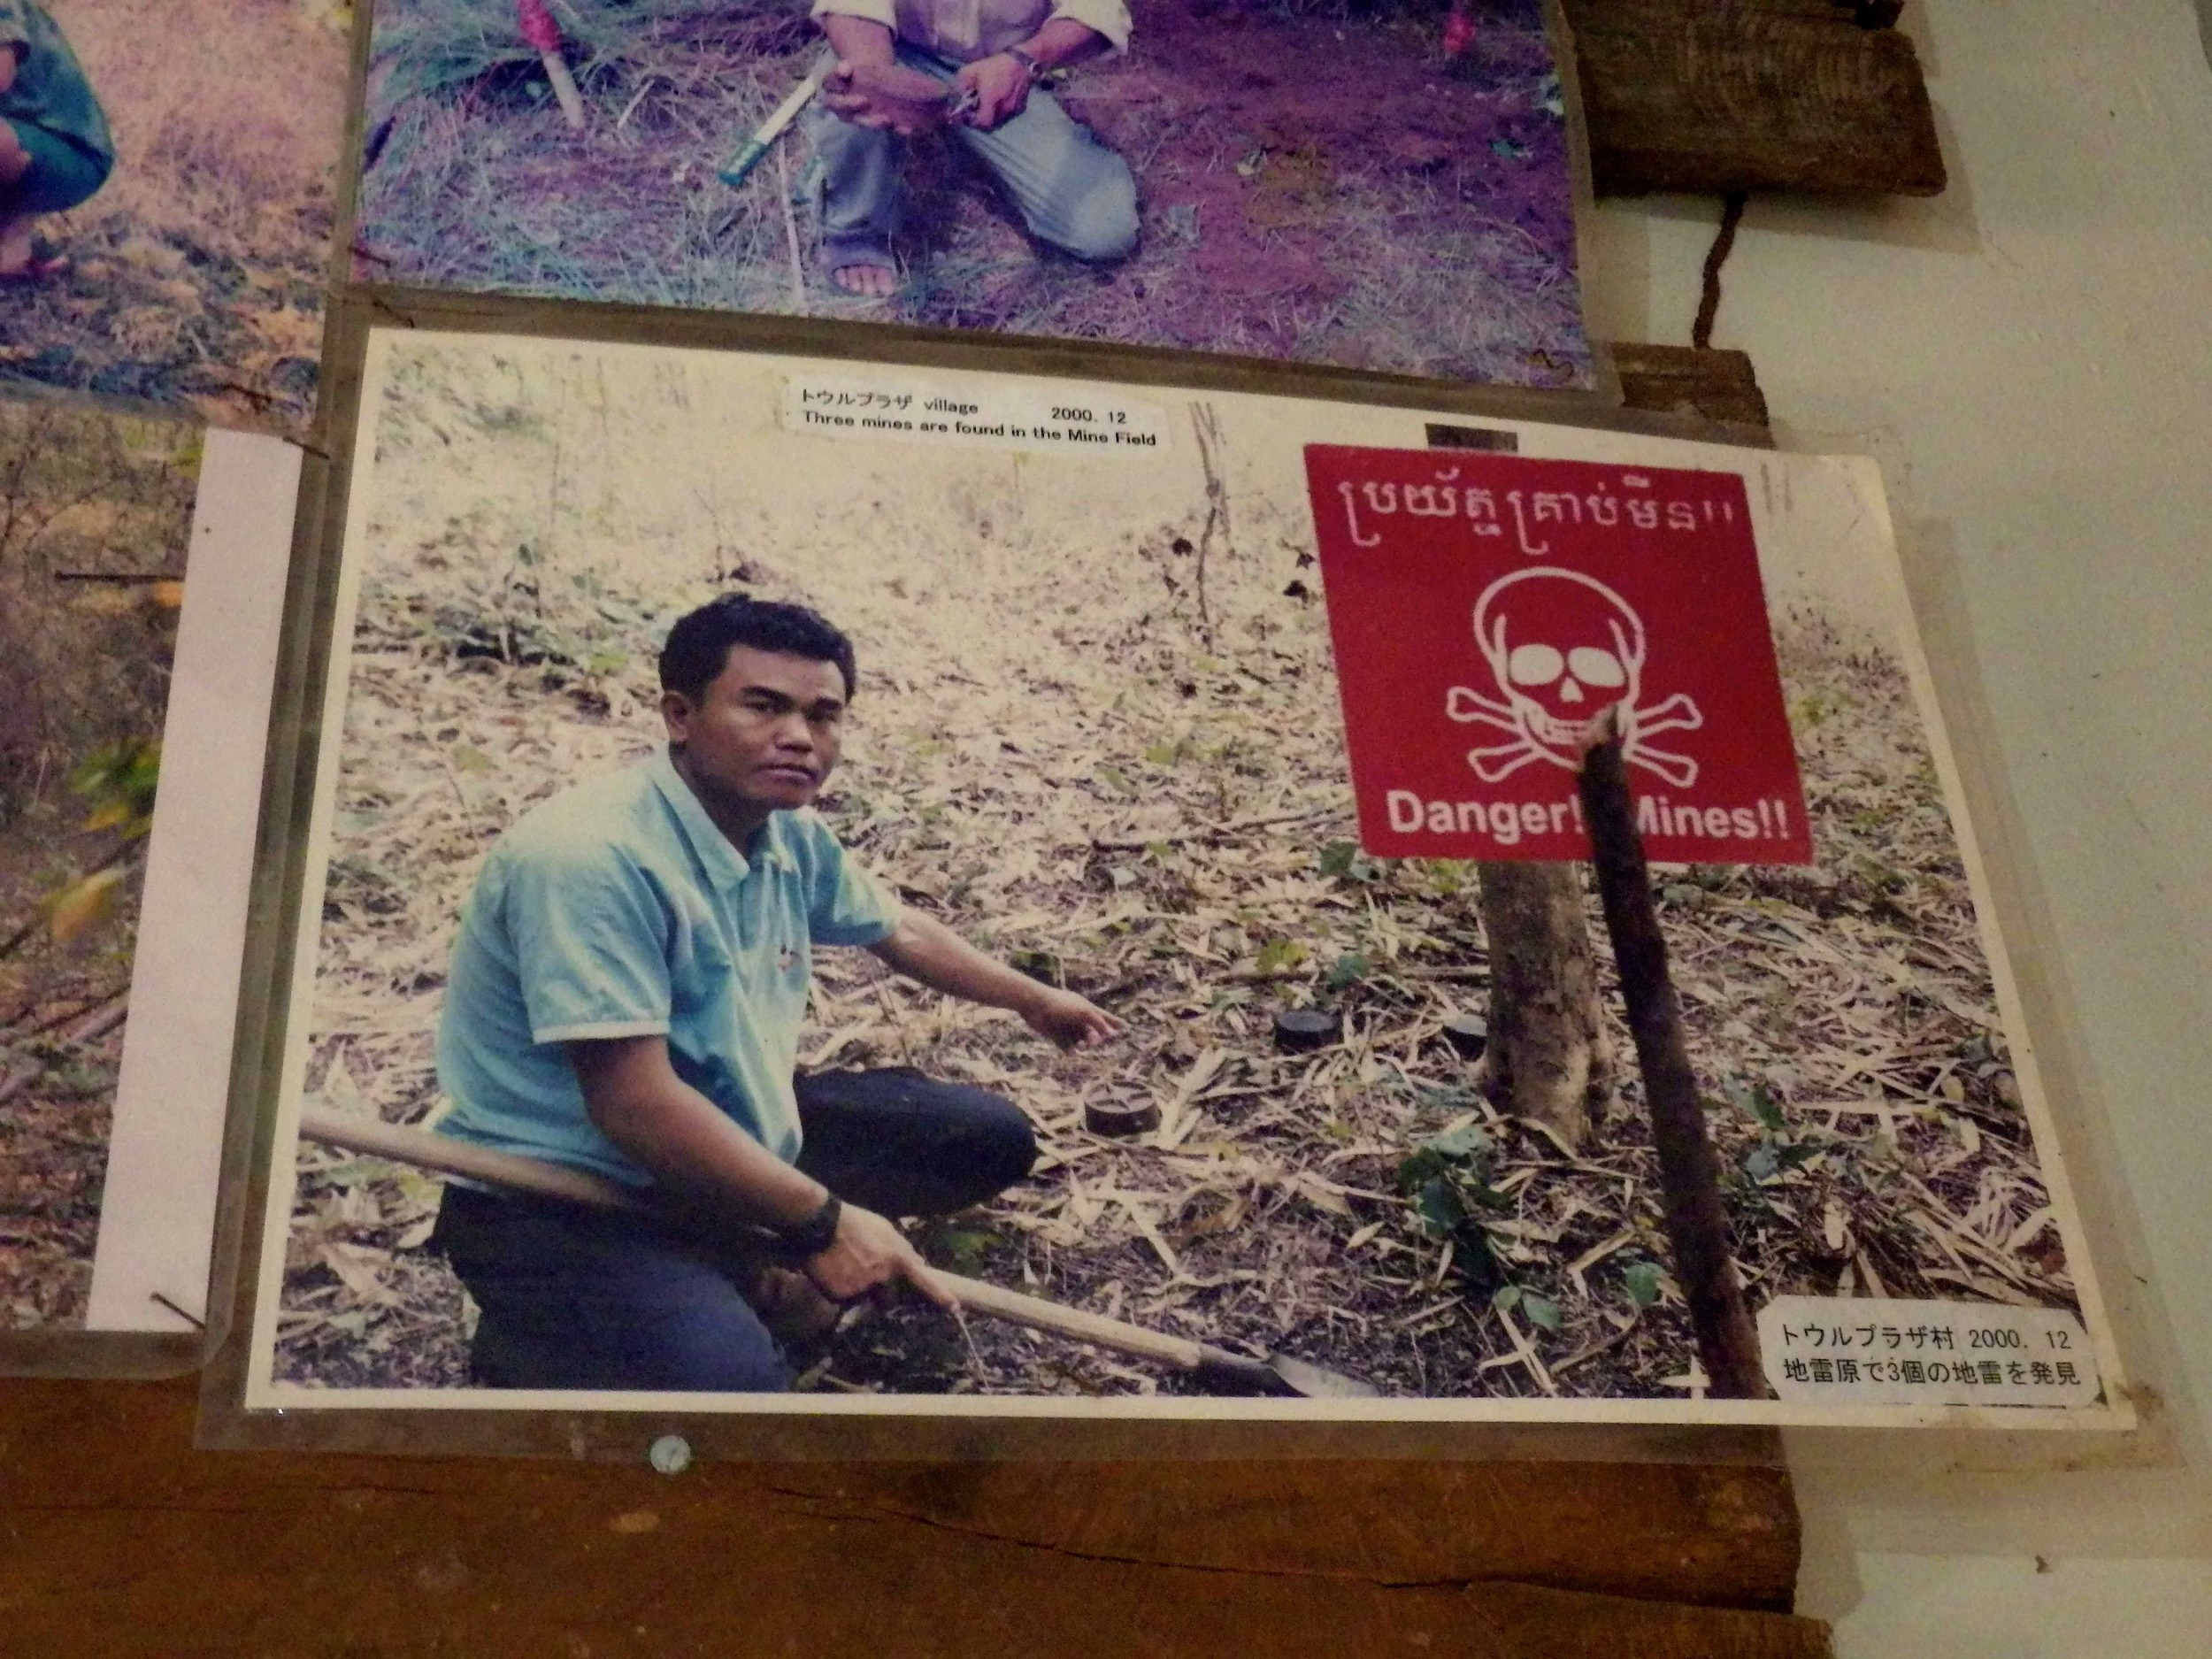 トウルプラザ village 2000. 12
Three mines are found in the Mine Field
ប្រយ័ត្នគ្រាប់មីន!!
Danger! Mines!!
トウルプラザ村 2000. 12
地雷原で3個の地雷を発見